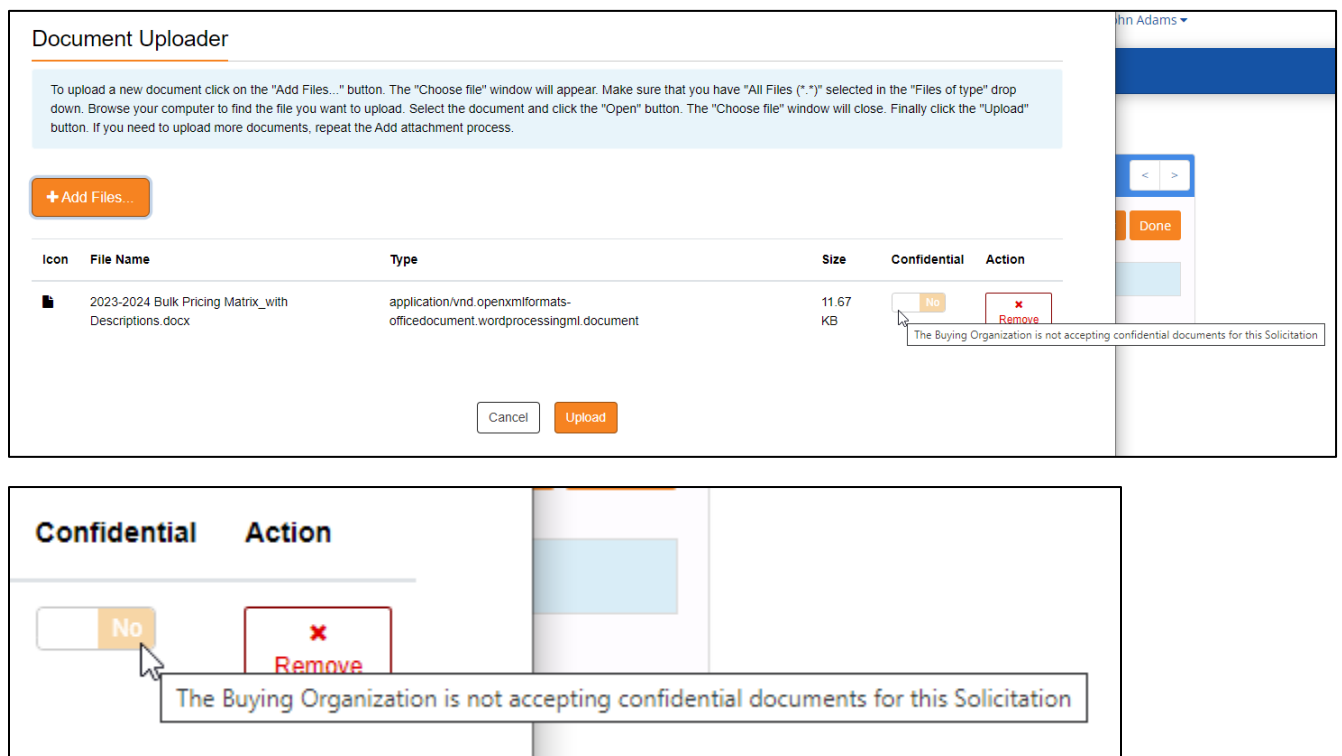 hn Adams
Document Uploader
To upload a new document click on the "Add Files..." button. The "Choose file" window will appear. Make sure that you have "All Files (*.*)" selected in the "Files of type" drop
down. Browse your computer to find the file you want to upload. Select the document and click the "Open" button. The "Choose file" window will close. Finally click the "Upload"
button. If you need to upload more documents, repeat the Add attachment process.
< >
+ Add Files...
Done
Icon File Name Type Size Confidential Action
2023-2024 Bulk Pricing Matrix_with application/vnd.openxmlformats- 11.67 No ×
Descriptions.docx officedocument.wordprocessingml.document KB Remove
The Buying Organization is not accepting confidential documents for this Solicitation
Cancel Upload
Confidential Action
No ×
Remove
The Buying Organization is not accepting confidential documents for this Solicitation